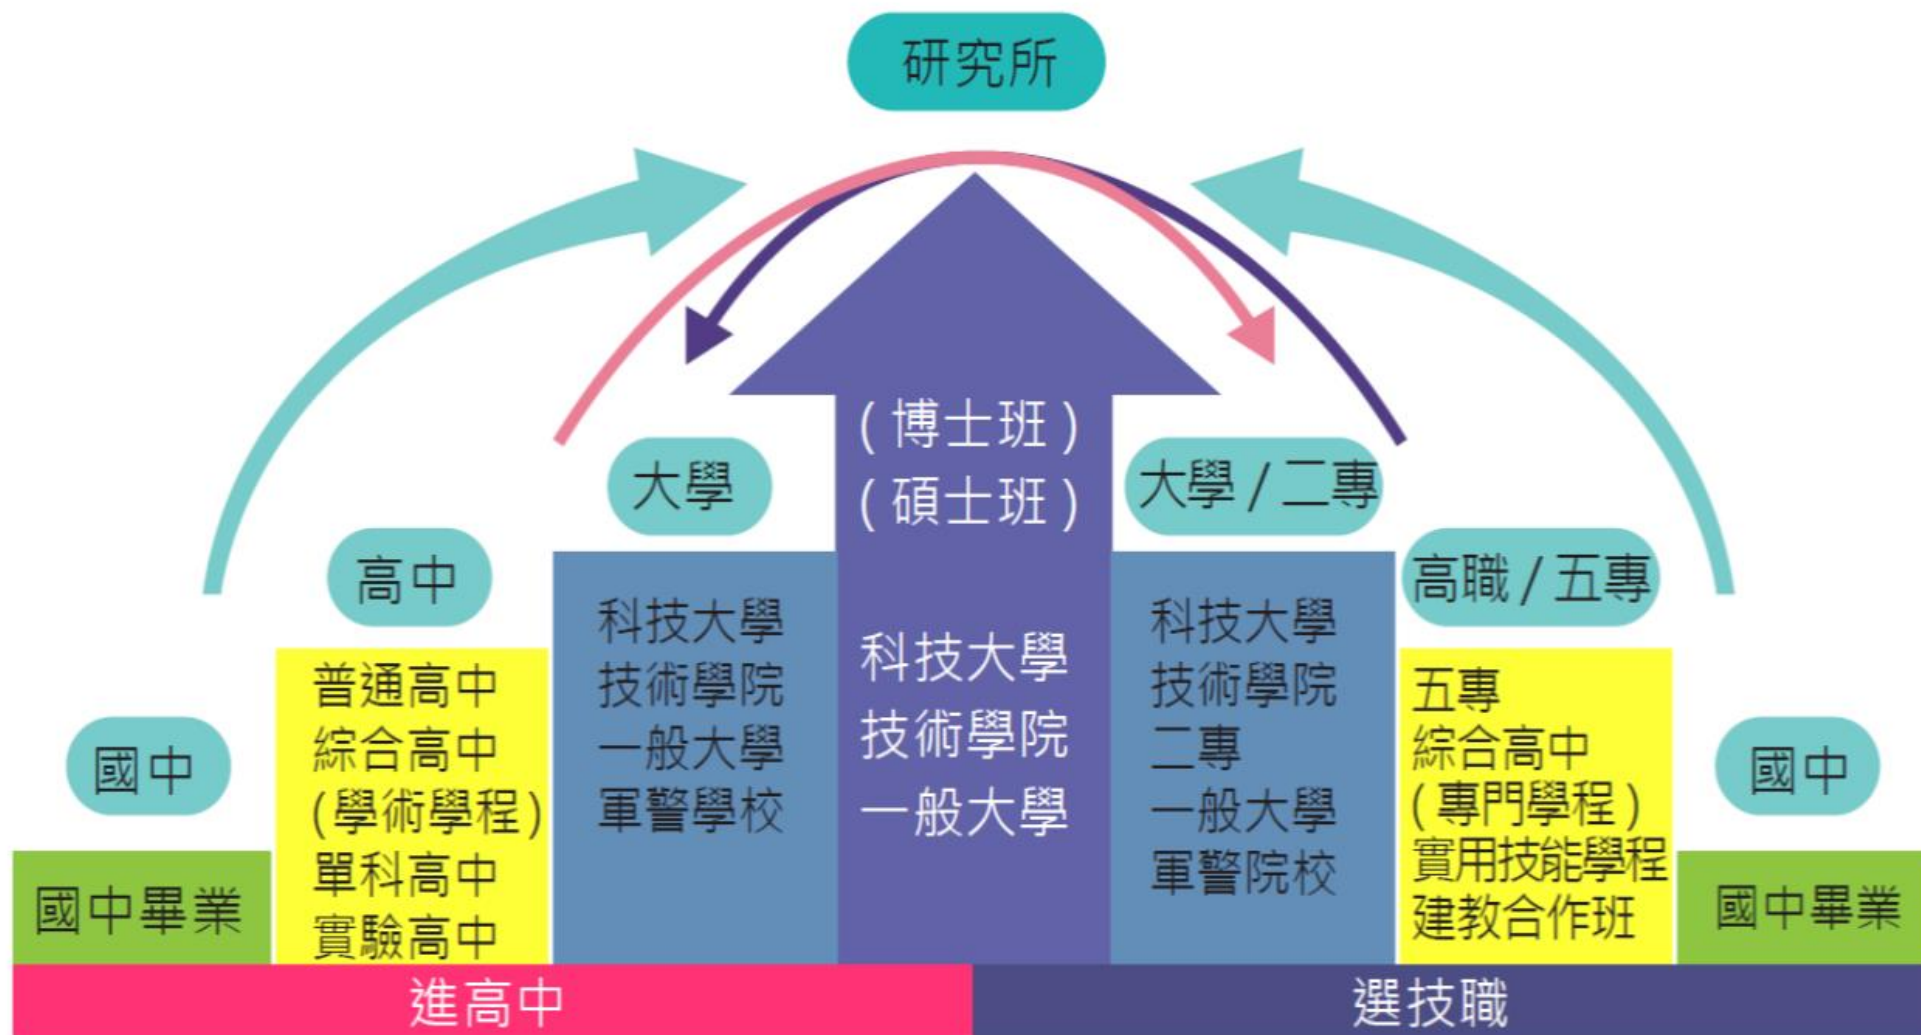 研究所
國中
國中畢業
高中
普通高中
綜合高中
(學術學程)
單科高中
實驗高中
大學
科技大學
技術學院
一般大學
軍警學校
(博士班)
(碩士班)
科技大學
技術學院
一般大學
大學/二專
科技大學
技術學院
二專
一般大學
軍警院校
高職/五專
五專
綜合高中
(專門學程)
實用技能學程
建教合作班
國中
國中畢業
進高中
選技職